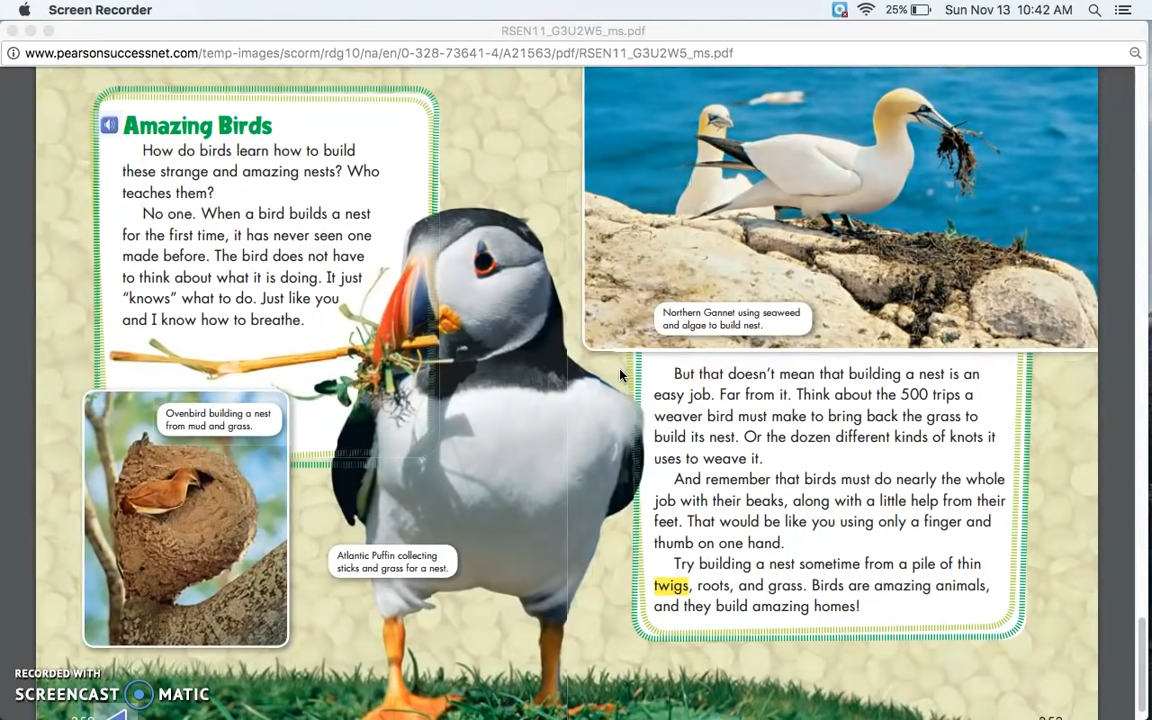 Screen Recorder
25%
Sun Nov 13 10:42 AM
RSEN11_G3U2W5_ms.pdf
www.pearsonsuccessnet.com/temp-images/scorm/rdg10/na/en/0-328-73641-4/A21563/pdf/RSEN11_G3U2W5_ms.pdf
Amazing Birds
How do birds learn how to build
these strange and amazing nests? Who
teaches them?
No one. When a bird builds a nest
for the first time, it has never seen one
made before. The bird does not have
to think about what it is doing. It just
“knows” what to do. Just like you
and I know how to breathe.
Ovenbird building a nest
from mud and grass.
Atlantic Puffin collecting
sticks and grass for a nest.
Northern Gannet using seaweed
and algae to build nest.
But that doesn’t mean that building a nest is an
easy job. Far from it. Think about the 500 trips a
weaver bird must make to bring back the grass to
build its nest. Or the dozen different kinds of knots it
uses to weave it.
And remember that birds must do nearly the whole
job with their beaks, along with a little help from their
feet. That would be like you using only a finger and
thumb on one hand.
Try building a nest sometime from a pile of thin
twigs, roots, and grass. Birds are amazing animals,
and they build amazing homes!
RECORDED WITH
SCREENCAST MATIC